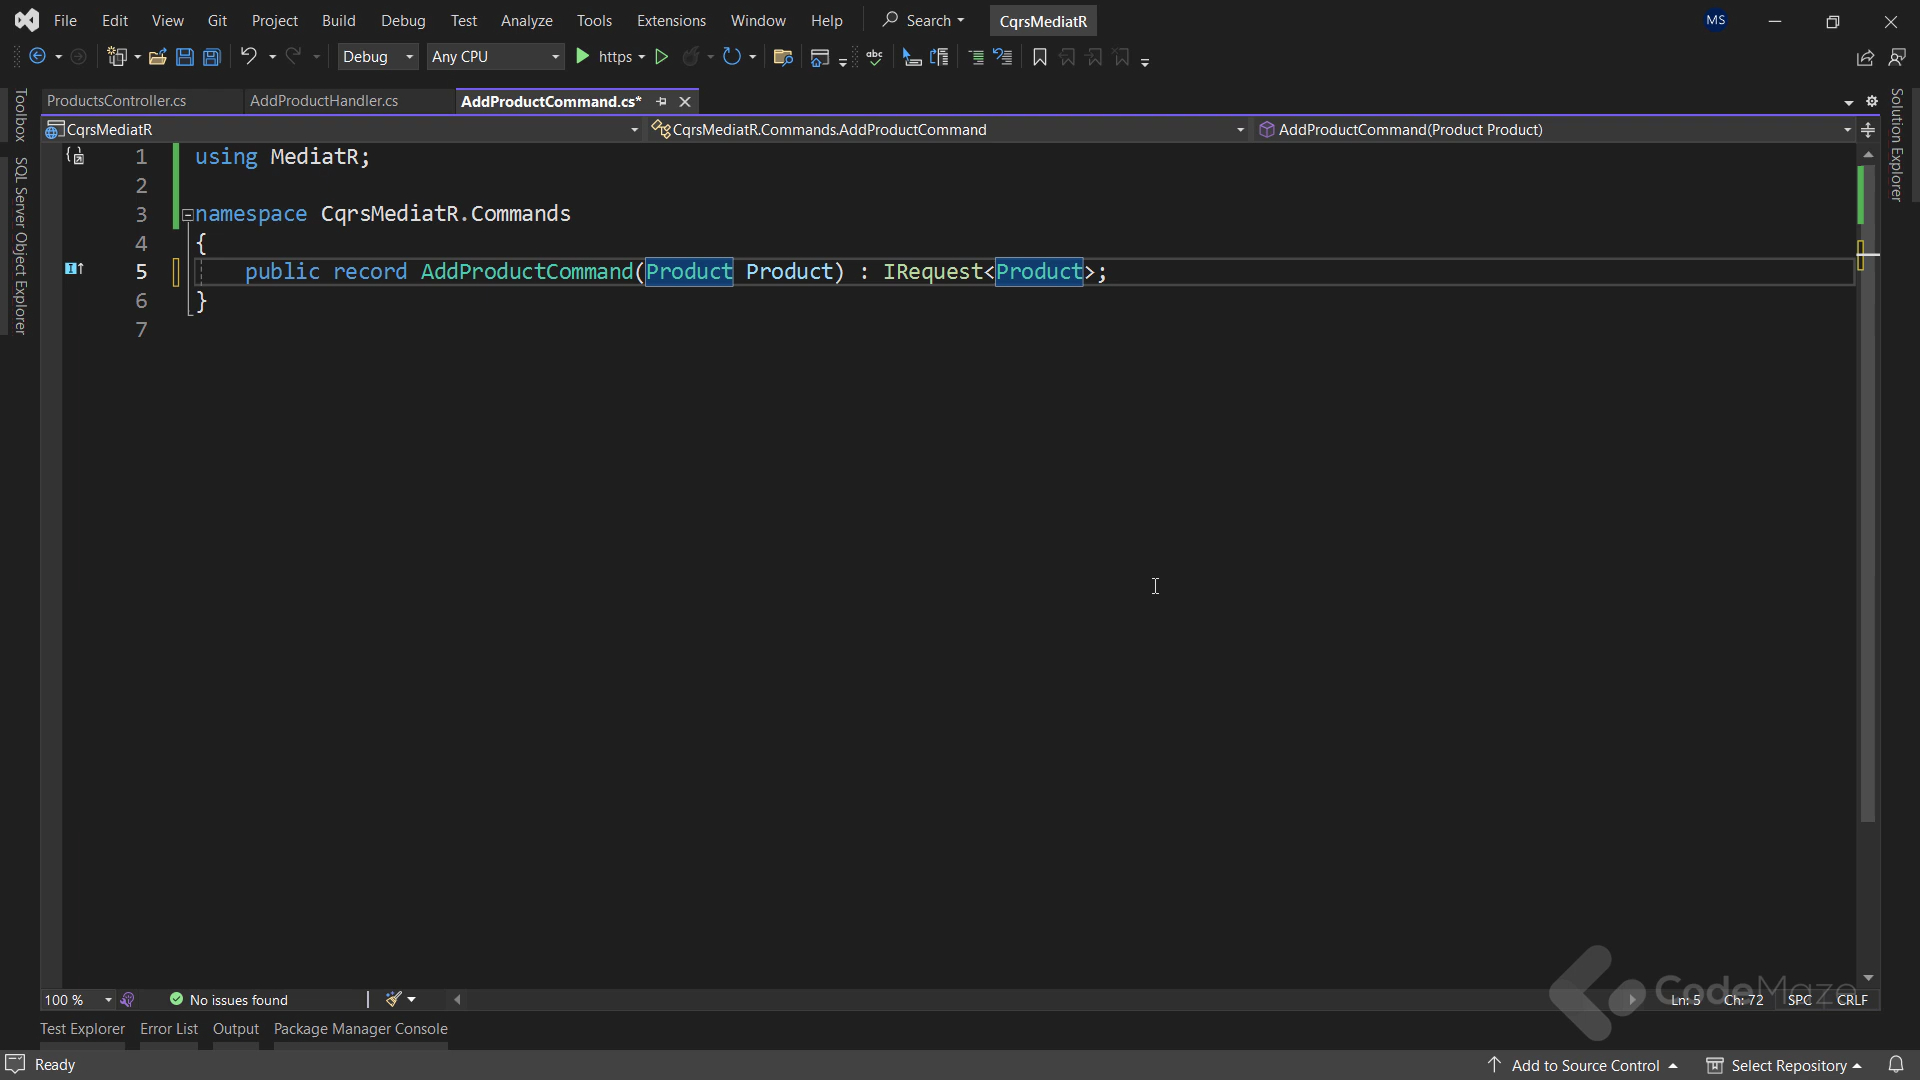 File Edit View Git Project Build Debug Test Analyze Tools Extensions Window Help Search CqrsMediatR MS
Debug Any CPU https abc
ProductsController.cs AddProductHandler.cs AddProductCommand.cs*
CqrsMediatR CqrsMediatR.Commands.AddProductCommand AddProductCommand(Product Product)
Toolbox
SQL Server Object Explorer
Solution Explorer
1 using MediatR;
2
3 namespace CqrsMediatR.Commands
4 {
5 public record AddProductCommand(Product Product) : IRequest<Product>;
6 }
7
100 % No issues found Ln: 5 Ch: 72 SPC CRLF
CodeMaze
Test Explorer Error List Output Package Manager Console
Ready Add to Source Control Select Repository